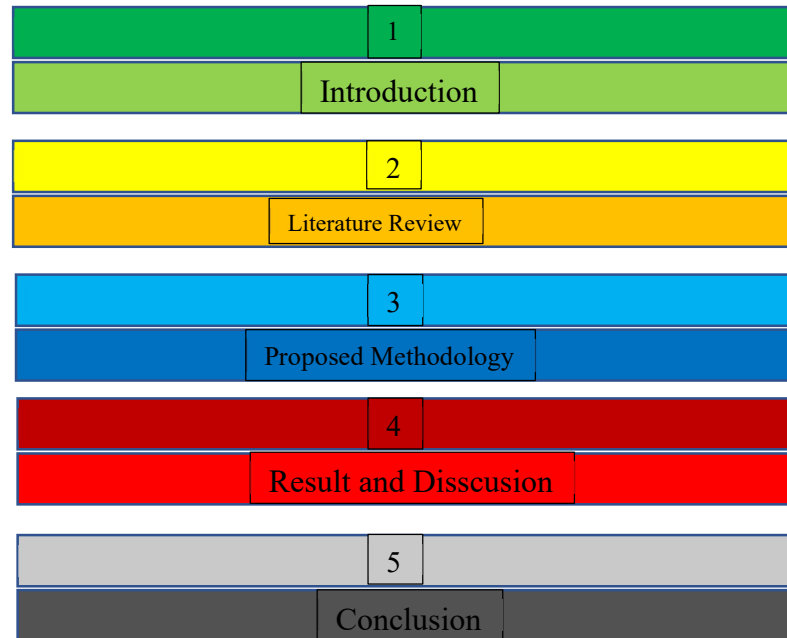 1
Introduction
2
Literature Review
3
Proposed Methodology
4
Result and Disscusion
5
Conclusion